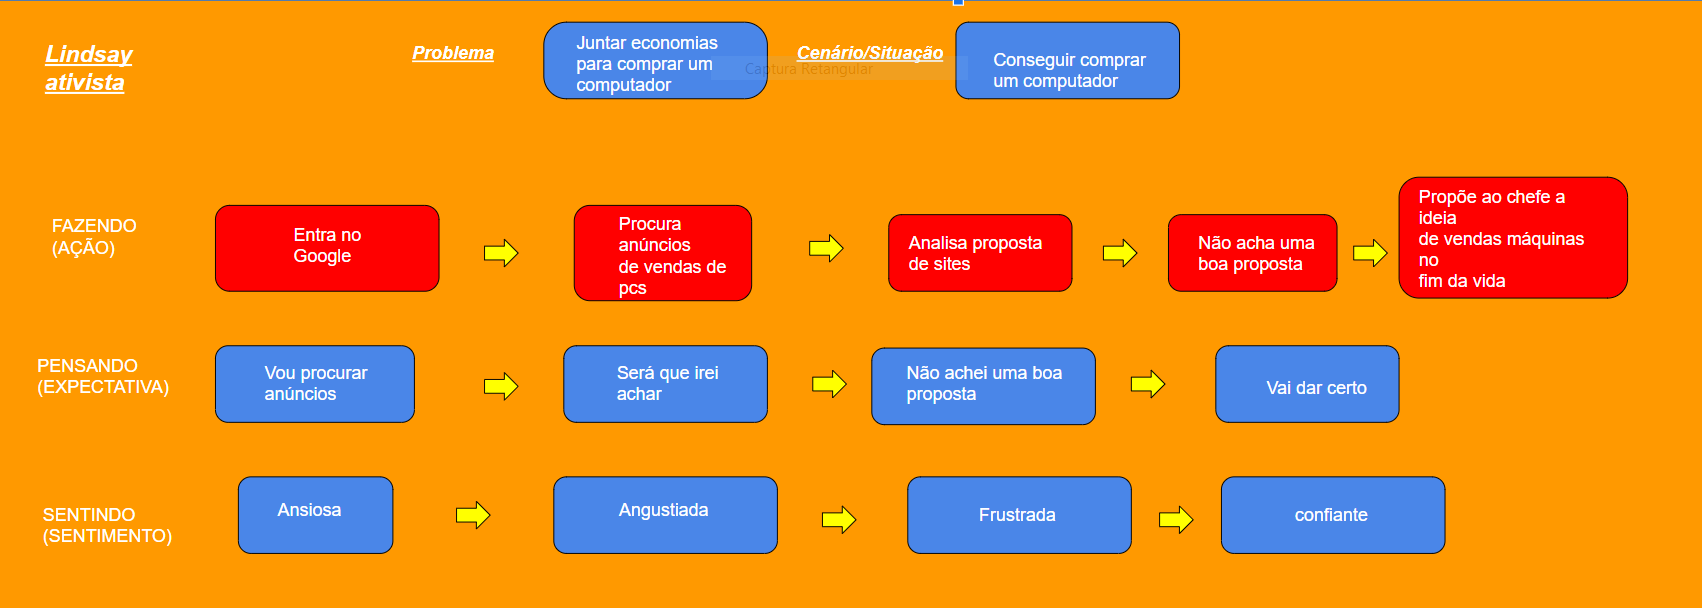 Lindsay
ativista
Problema
Juntar economias
para comprar um
computador
Cenário/Situação
Captura Retangular
Conseguir comprar
um computador
FAZENDO
(AÇÃO)
Entra no
Google
Procura
anúncios
de vendas de
pcs
Analisa proposta
de sites
Não acha uma
boa proposta
Propõe ao chefe a
ideia
de vendas máquinas
no
fim da vida
PENSANDO
(EXPECTATIVA)
Vou procurar
anúncios
Será que irei
achar
Não achei uma boa
proposta
Vai dar certo
SENTINDO
(SENTIMENTO)
Ansiosa
Angustiada
Frustrada
confiante